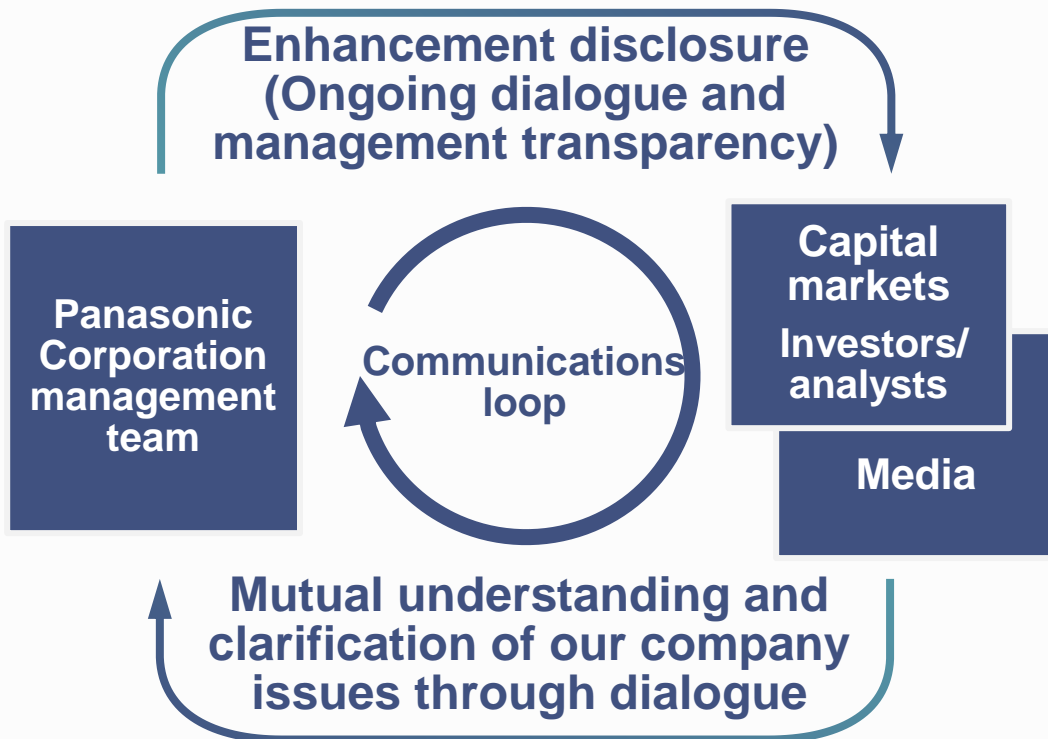 Enhancement disclosure
(Ongoing dialogue and
management transparency)
Panasonic
Corporation
management
team
Communications
loop
Capital
markets
Investors/
analysts
Media
Mutual understanding and
clarification of our company
issues through dialogue